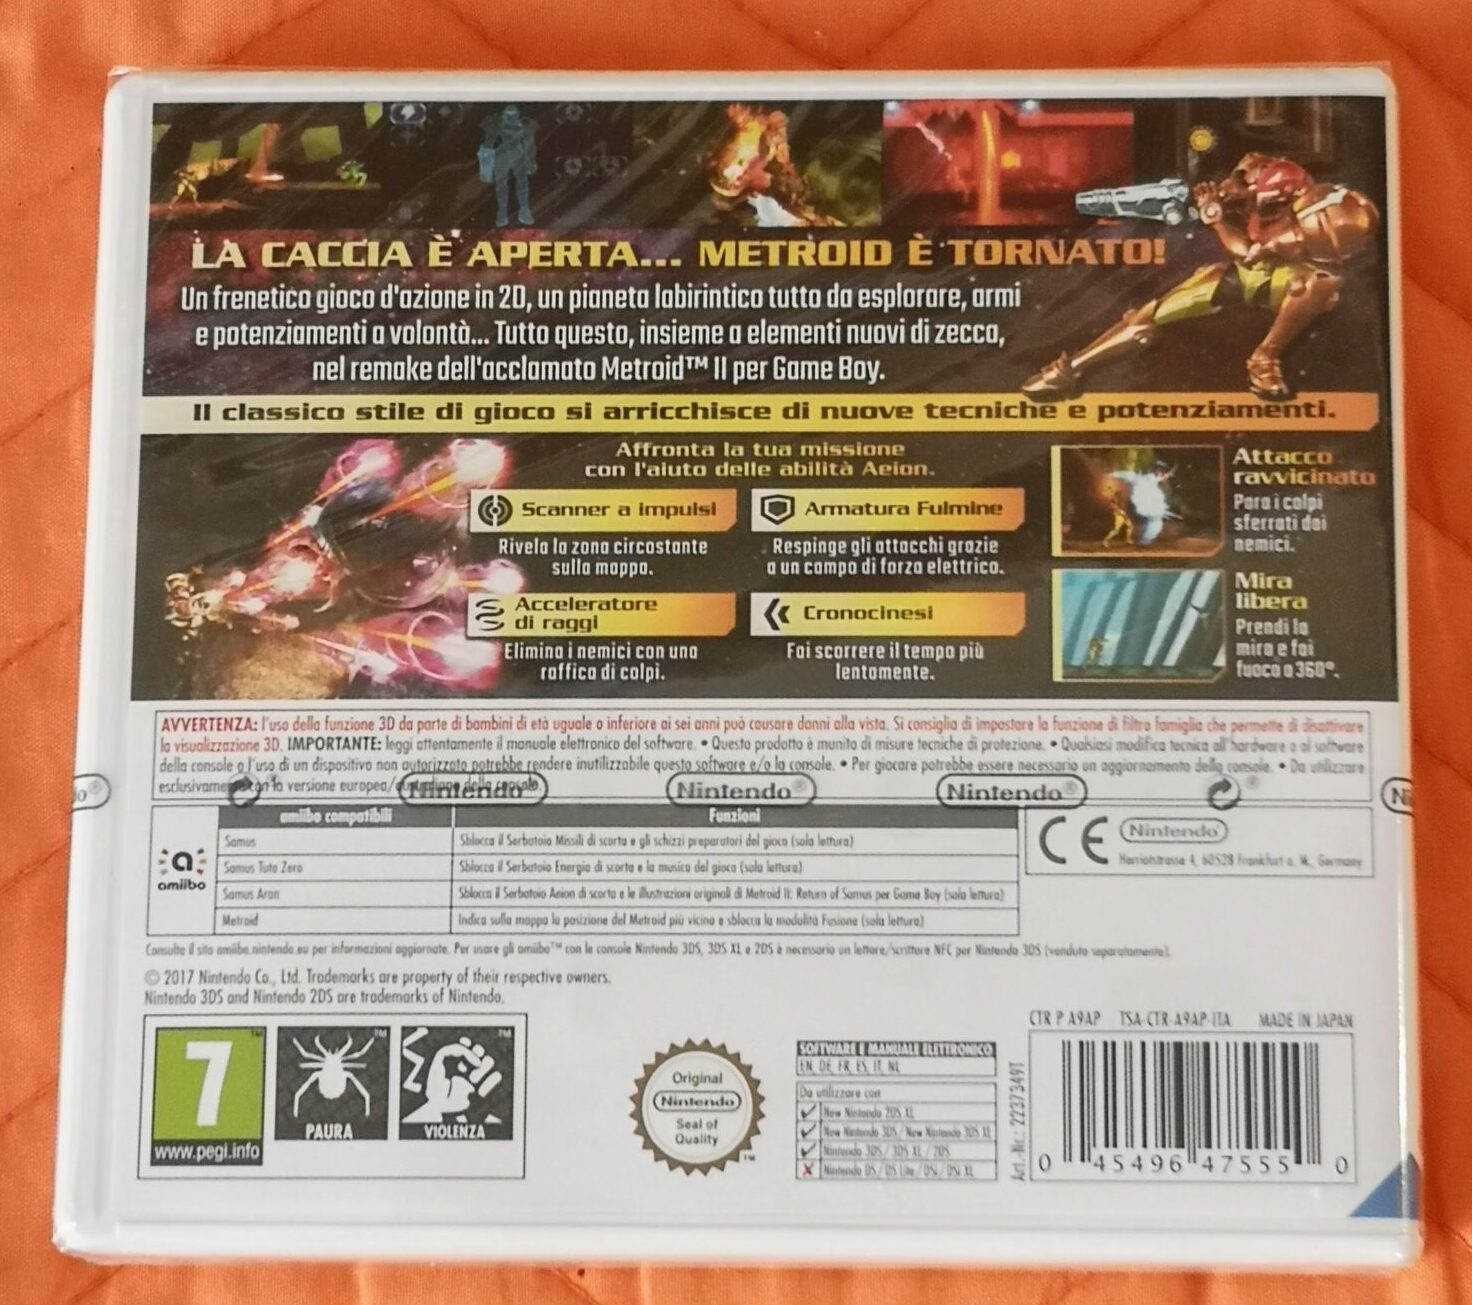 LA CACCIA È APERTA... METROID È TORNATO!
Un frenetico gioco d'azione in 2D, un pianeta labirintico tutto da esplorare, armi
e potenziamenti a volontà... Tutto questo, insieme a elementi nuovi di zecca,
nel remake dell'acclamato Metroid™ II per Game Boy.
Il classico stile di gioco si arricchisce di nuove tecniche e potenziamenti.
Affronta la tua missione
con l'aiuto delle abilità Aeion.
Scanner a impulsi
Rivela la zona circostante
sulla mappa.
Armatura Fulmine
Respinge gli attacchi grazie
a un campo di forza elettrico.
Acceleratore
di raggi
Elimina i nemici con una
raffica di colpi.
Cronocinesi
Fai scorrere il tempo più
lentamente.
Attacco
ravvicinato
Para i colpi
sferrati dai
nemici.
Mira
libera
Prendi la
mira e fai
fuoco a 360°.
AVVERTENZA: l'uso della funzione 3D da parte di bambini di età uguale o inferiore ai sei anni può causare danni alla vista. Si consiglia di impostare la funzione di filtro famiglia che permette di disattivare
la visualizzazione 3D. IMPORTANTE: leggi attentamente il manuale elettronico del software. • Questo prodotto è munito di misure tecniche di protezione. • Qualsiasi modifica tecnica all'hardware o al software
della console o l'uso di un dispositivo non autorizzato potrebbe rendere inutilizzabile questo software e/o la console. • Per giocare potrebbe essere necessario un aggiornamento della console. • Da utilizzare
esclusivamente con la versione europea/australiana della console.
Nintendo® Nintendo® Nintendo®
amiibo compatibili Funzioni
Samus Sblocca il Serbatoio Missili di scorta e gli schizzi preparatori del gioco (sola lettura)
Samus Tuta Zero Sblocca il Serbatoio Energia di scorta e la musica del gioco (sola lettura)
Samus Aran Sblocca il Serbatoio Aeion di scorta e le illustrazioni originali di Metroid II: Return of Samus per Game Boy (sola lettura)
Metroid Indica sulla mappa la posizione del Metroid più vicino e sblocca la modalità Fusione (sola lettura)
amiibo
CE
Nintendo®
Herriotstrasse 4, 60528 Frankfurt a. M., Germany
Consulta il sito amiibo.nintendo.eu per informazioni aggiornate. Per usare gli amiibo™ con le console Nintendo 3DS, 3DS XL e 2DS è necessario un lettore/scrittore NFC per Nintendo 3DS (venduto separatamente).
© 2017 Nintendo Co., Ltd. Trademarks are property of their respective owners.
Nintendo 3DS and Nintendo 2DS are trademarks of Nintendo.
7
www.pegi.info
PAURA
VIOLENZA
Original
Nintendo
Seal of
Quality
SOFTWARE E MANUALE ELETTRONICO
EN, DE, FR, ES, IT, NL
Da utilizzare con
New Nintendo 2DS XL
New Nintendo 3DS / New Nintendo 3DS XL
Nintendo 3DS / 3DS XL / 2DS
Nintendo DS / DS Lite / DSi / DSi XL
Art.-Nr.: 2237349T
CTR P A9AP TSA-CTR-A9AP-ITA MADE IN JAPAN
0 45496 47555 0